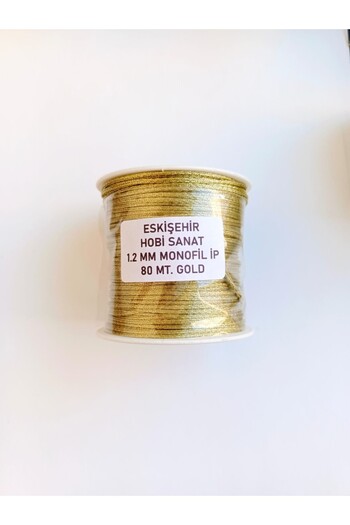 ESKİŞEHİR
HOBİ SANAT
1.2 MM MONOFİL İP
80 MT. GOLD